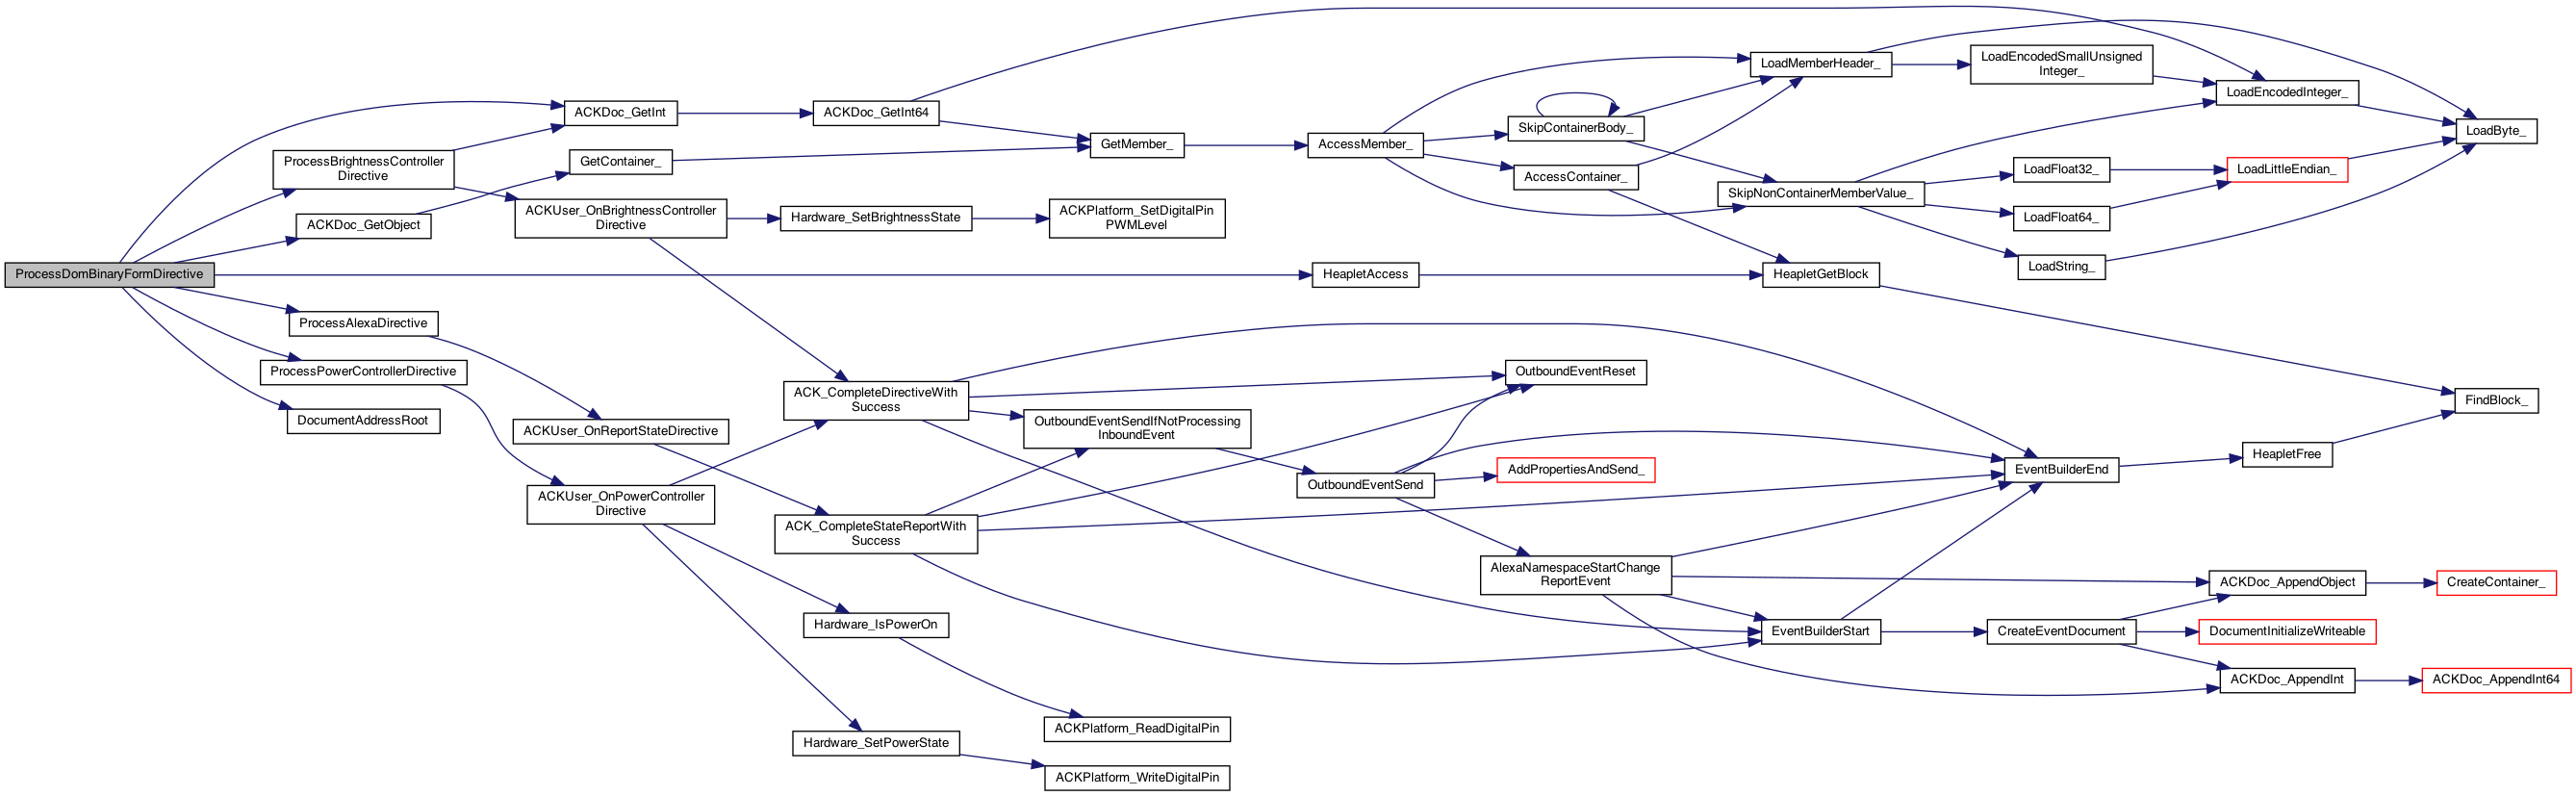 ProcessDomBinaryFormDirective
ACKDoc_GetInt
ProcessBrightnessController
Directive
ACKDoc_GetObject
ProcessAlexaDirective
ProcessPowerControllerDirective
DocumentAddressRoot
GetContainer_
ACKUser_OnBrightnessController
Directive
ACKUser_OnReportStateDirective
ACKUser_OnPowerController
Directive
ACKDoc_GetInt64
Hardware_SetBrightnessState
ACK_CompleteDirectiveWith
Success
ACK_CompleteStateReportWith
Success
Hardware_IsPowerOn
Hardware_SetPowerState
GetMember_
ACKPlatform_SetDigitalPin
PWMLevel
OutboundEventSendIfNotProcessing
InboundEvent
ACKPlatform_ReadDigitalPin
ACKPlatform_WriteDigitalPin
AccessMember_
HeapletAccess
OutboundEventSend
SkipContainerBody_
AccessContainer_
OutboundEventReset
AddPropertiesAndSend_
AlexaNamespaceStartChange
ReportEvent
LoadMemberHeader_
SkipNonContainerMemberValue_
HeapletGetBlock
EventBuilderStart
LoadEncodedSmallUnsigned
Integer_
LoadFloat32_
LoadFloat64_
LoadString_
EventBuilderEnd
CreateEventDocument
LoadEncodedInteger_
LoadLittleEndian_
HeapletFree
ACKDoc_AppendObject
DocumentInitializeWriteable
ACKDoc_AppendInt
LoadByte_
FindBlock_
CreateContainer_
ACKDoc_AppendInt64